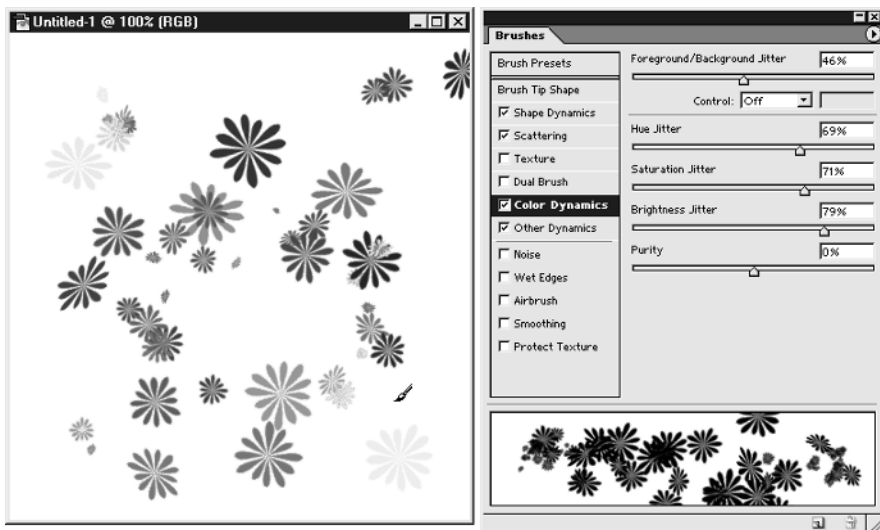 Untitled-1 @ 100% (RGB)
Brushes
Brush Presets
Brush Tip Shape
Shape Dynamics
Scattering
Texture
Dual Brush
Color Dynamics
Other Dynamics
Noise
Wet Edges
Airbrush
Smoothing
Protect Texture
Foreground/Background Jitter 46%
Control: Off
Hue Jitter 69%
Saturation Jitter 71%
Brightness Jitter 79%
Purity 0%